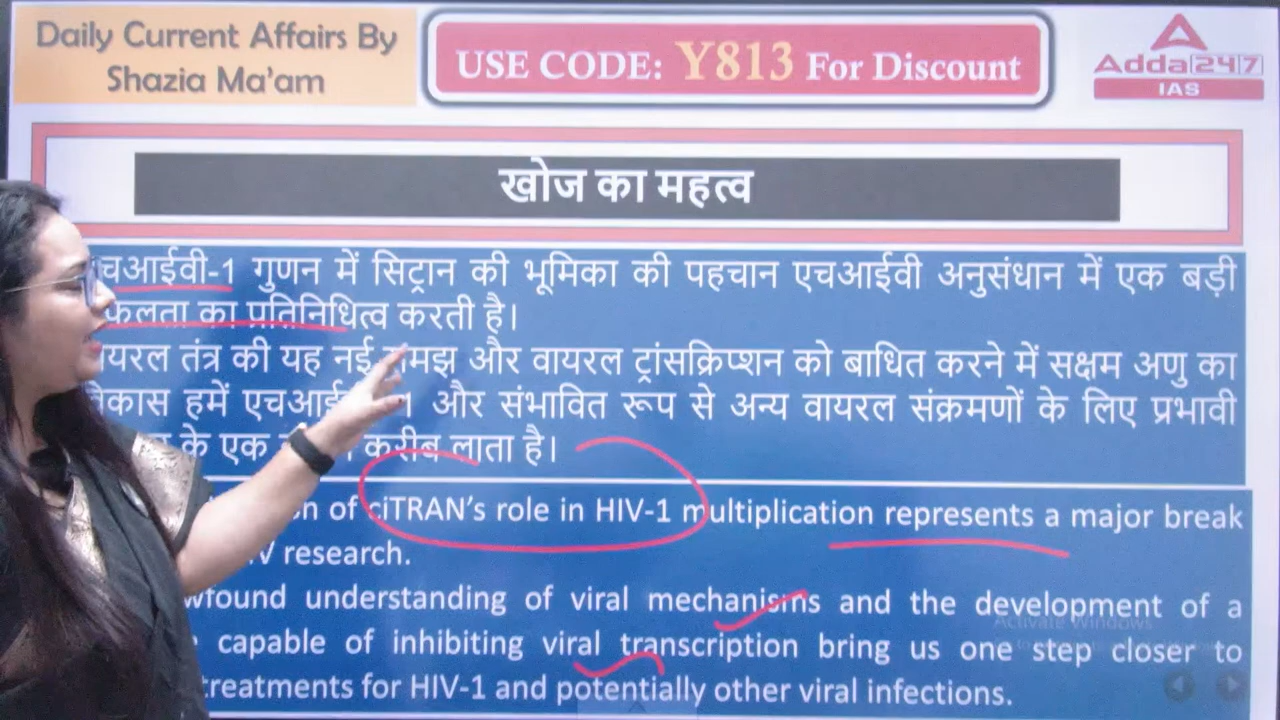 Daily Current Affairs By
Shazia Ma'am
USE CODE: Y813 For Discount
Adda247
IAS
खोज का महत्व
चआईवी-1 गुणन में सिट्रान की भूमिका की पहचान एचआईवी अनुसंधान में एक बड़ी
फलता का प्रतिनिधित्व करती है।
यरल तंत्र की यह नई समझ और वायरल ट्रांसक्रिप्शन को बाधित करने में सक्षम अणु का
कास हमें और संभावित रूप से अन्य वायरल संक्रमणों के लिए प्रभावी
के एक करीब लाता है।
of ciTRAN's role in HIV-1 multiplication represents a major break
research.
wfound understanding of viral mechanisms and the development of a
capable of inhibiting viral transcription bring us one step closer to
treatments for HIV-1 and potentially other viral infections.
Activate Windows